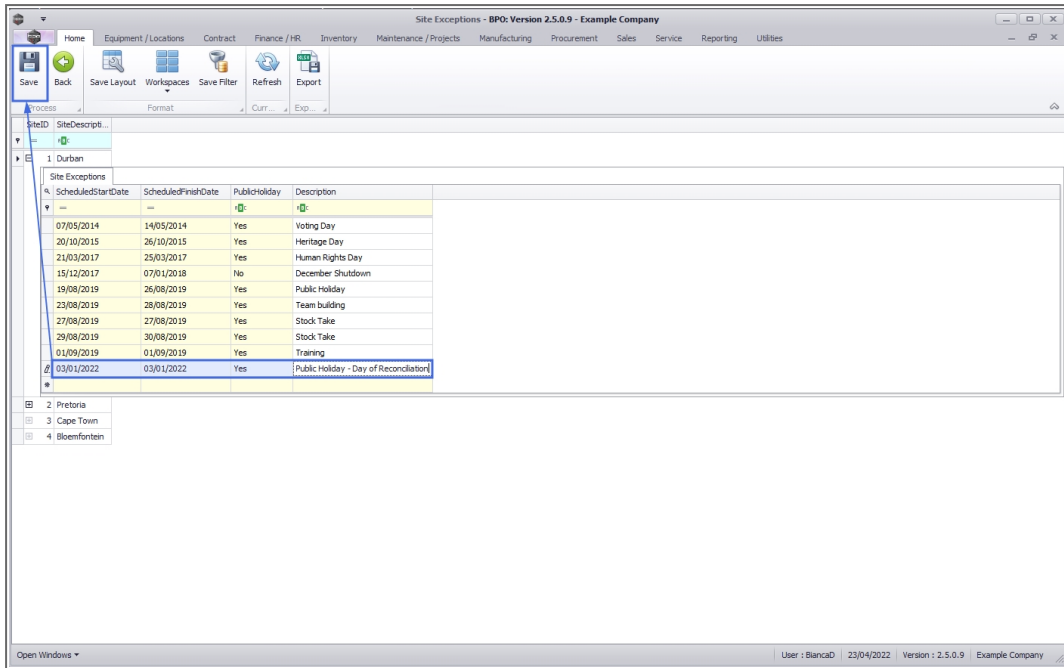 Site Exceptions - BPO: Version 2.5.0.9 - Example Company
Home Equipment / Locations Contract Finance / HR Inventory Maintenance / Projects Manufacturing Procurement Sales Service Reporting Utilities
Save Back Save Layout Workspaces Save Filter Refresh Export
Process Format Curr... Exp...
SiteID SiteDescripti...
= 
1 Durban
Site Exceptions
ScheduledStartDate ScheduledFinishDate PublicHoliday Description
= =
07/05/2014 14/05/2014 Yes Voting Day
20/10/2015 26/10/2015 Yes Heritage Day
21/03/2017 25/03/2017 Yes Human Rights Day
15/12/2017 07/01/2018 No December Shutdown
19/08/2019 26/08/2019 Yes Public Holiday
23/08/2019 28/08/2019 Yes Team building
27/08/2019 27/08/2019 Yes Stock Take
29/08/2019 30/08/2019 Yes Stock Take
01/09/2019 01/09/2019 Yes Training
03/01/2022 03/01/2022 Yes Public Holiday - Day of Reconciliation
2 Pretoria
3 Cape Town
4 Bloemfontein
Open Windows User : BiancaD 23/04/2022 Version : 2.5.0.9 Example Company